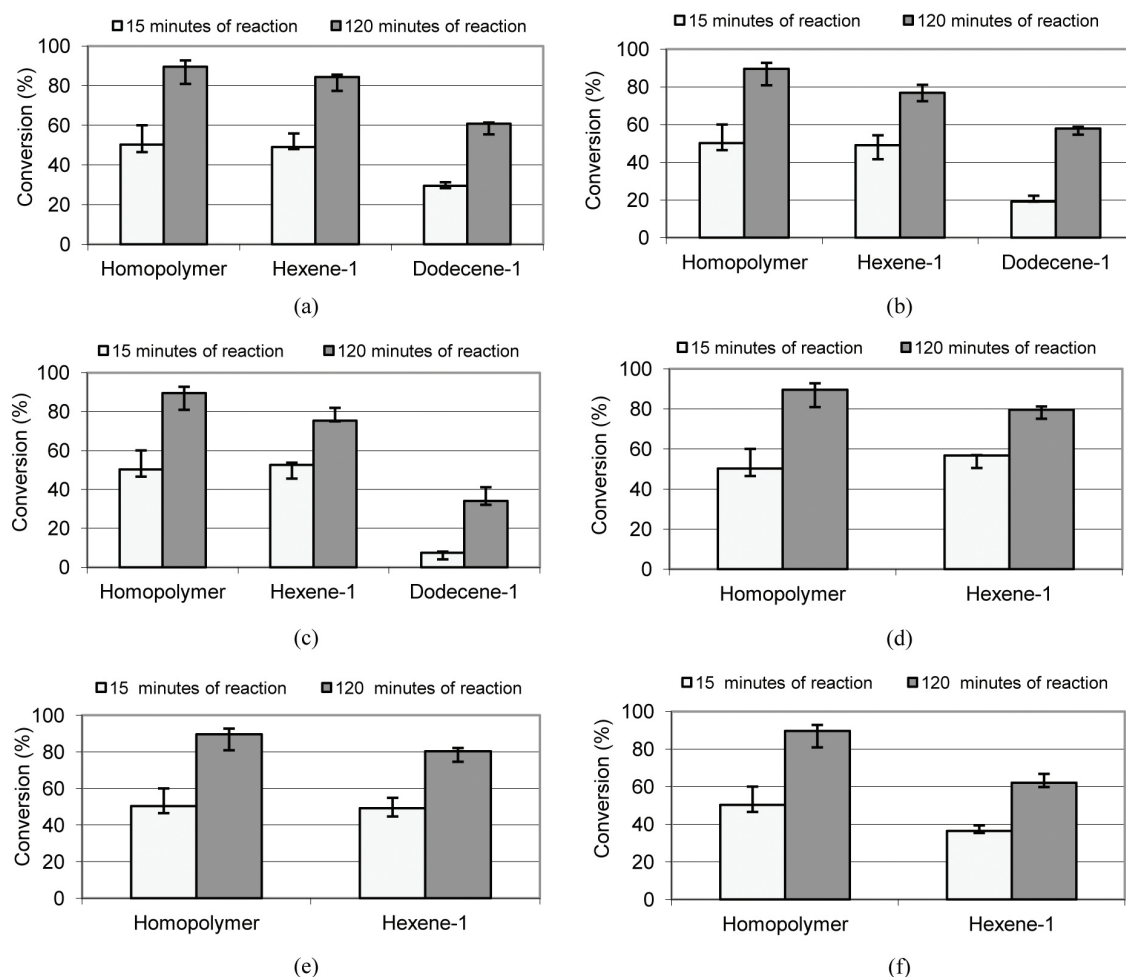 15 minutes of reaction 120 minutes of reaction
Conversion (%)
100
80
60
40
20
0
Homopolymer Hexene-1 Dodecene-1
(a)
15 minutes of reaction 120 minutes of reaction
Conversion (%)
100
80
60
40
20
0
Homopolymer Hexene-1 Dodecene-1
(b)
15 minutes of reaction 120 minutes of reaction
Conversion (%)
100
80
60
40
20
0
Homopolymer Hexene-1 Dodecene-1
(c)
15 minutes of reaction 120 minutes of reaction
Conversion (%)
100
80
60
40
20
0
Homopolymer Hexene-1
(d)
15 minutes of reaction 120 minutes of reaction
Conversion (%)
100
80
60
40
20
0
Homopolymer Hexene-1
(e)
15 minutes of reaction 120 minutes of reaction
Conversion (%)
100
80
60
40
20
0
Homopolymer Hexene-1
(f)